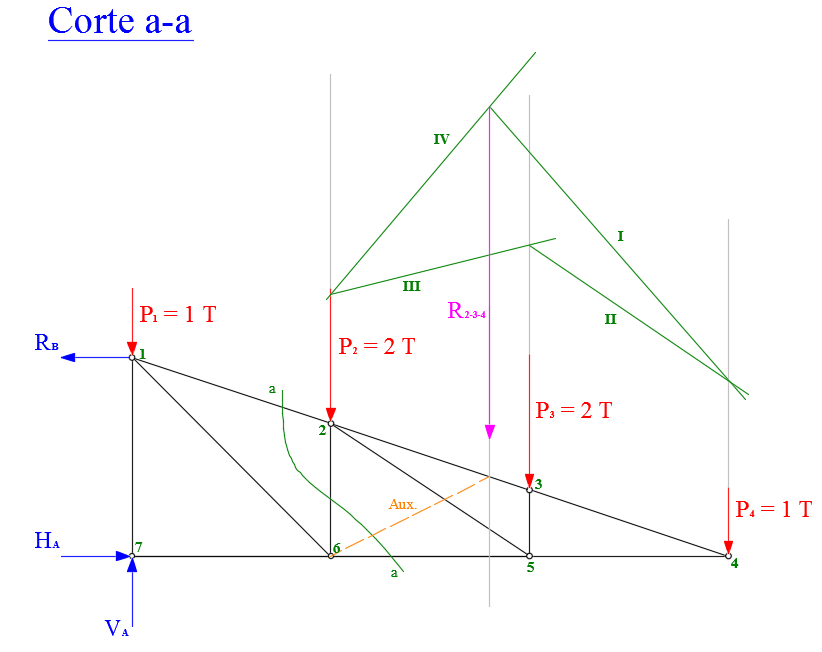 Corte a-a
IV
I
III
II
P1 = 1 T
R2-3-4
RB
1
P2 = 2 T
a
P3 = 2 T
2
3
Aux.
P4 = 1 T
HA
7
6
5
4
a
VA